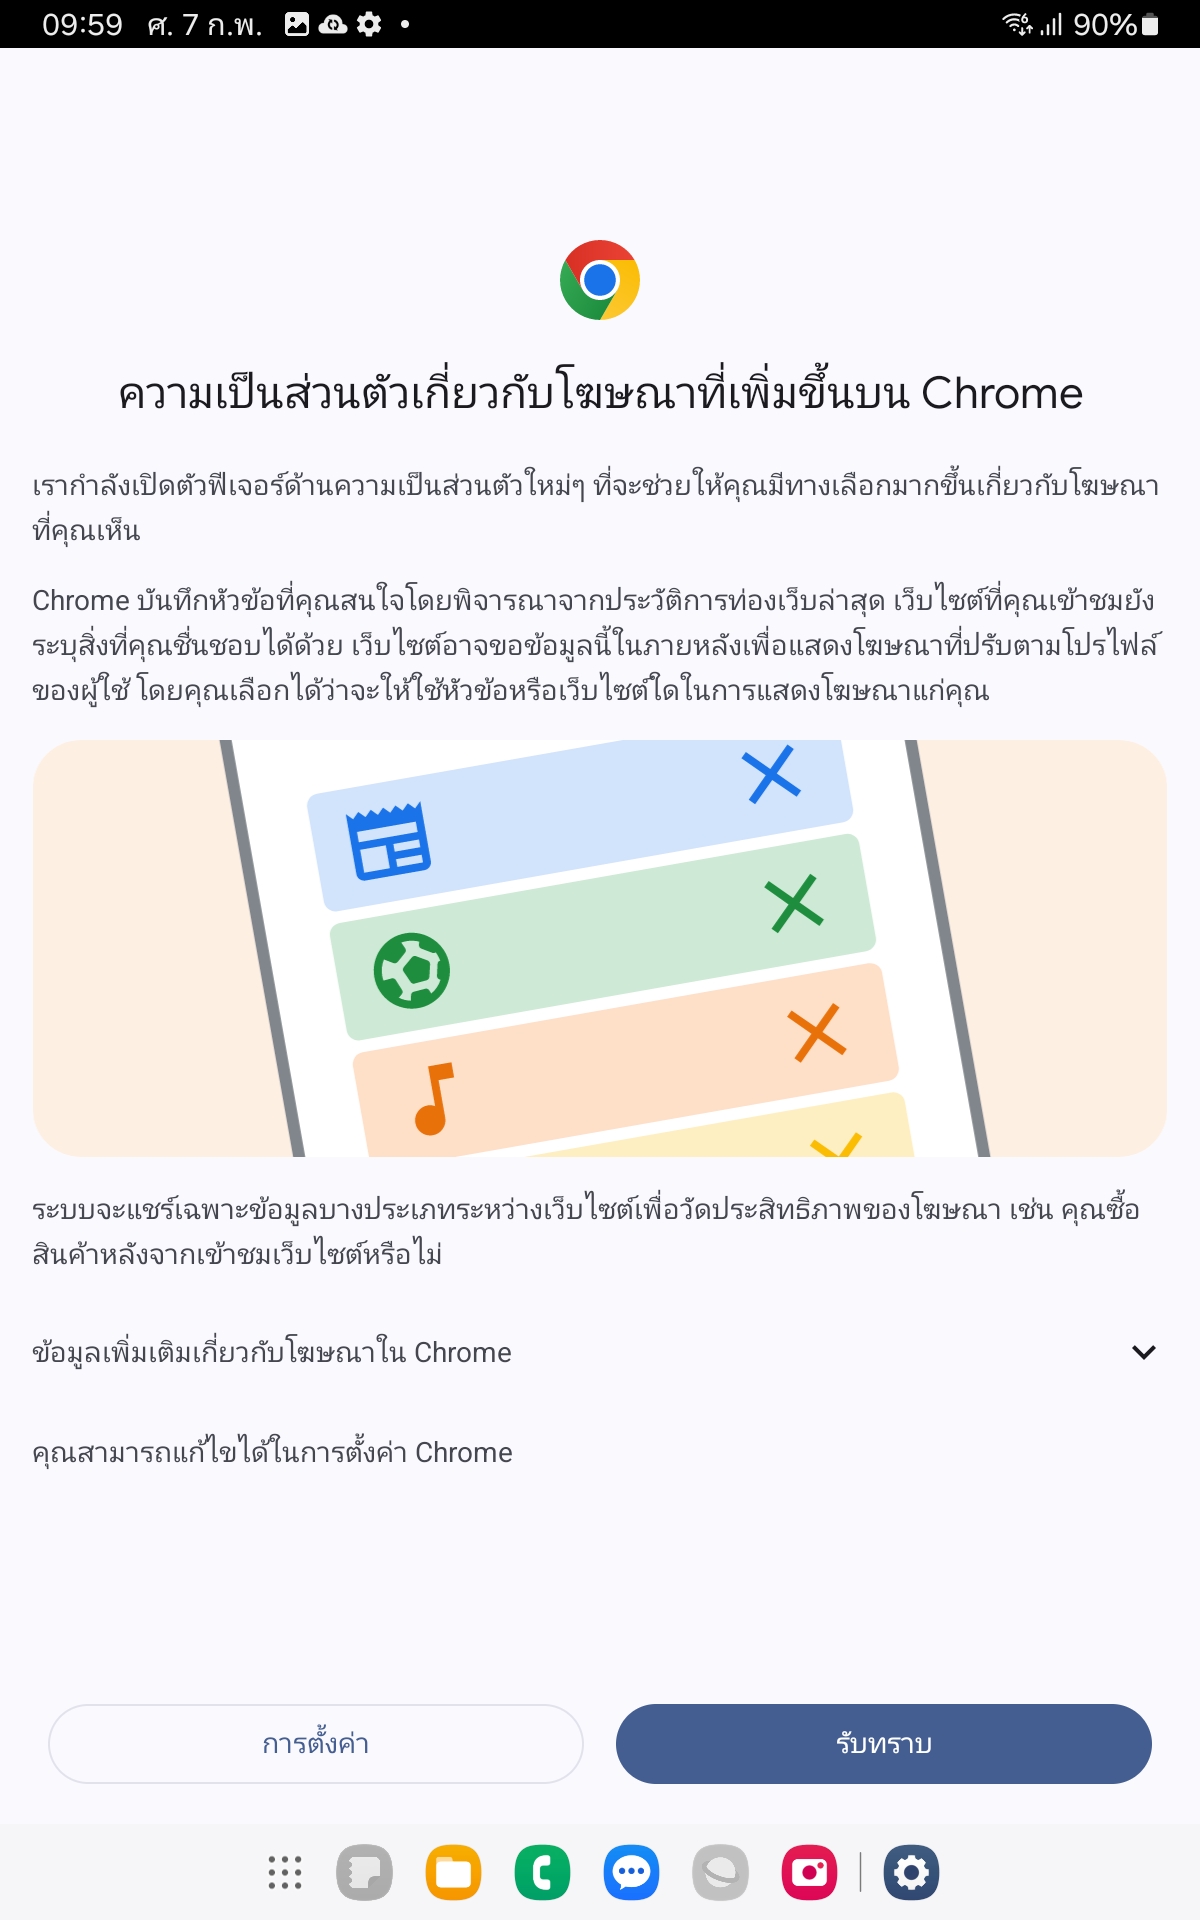 09:59 ศ. 7 ก.พ.
90%
ความเป็นส่วนตัวเกี่ยวกับโฆษณาที่เพิ่มขึ้นบน Chrome
เรากำลังเปิดตัวฟีเจอร์ด้านความเป็นส่วนตัวใหม่ๆ ที่จะช่วยให้คุณมีทางเลือกมากขึ้นเกี่ยวกับโฆษณา
ที่คุณเห็น
Chrome บันทึกหัวข้อที่คุณสนใจโดยพิจารณาจากประวัติการท่องเว็บล่าสุด เว็บไซต์ที่คุณเข้าชมยัง
ระบุสิ่งที่คุณชื่นชอบได้ด้วย เว็บไซต์อาจขอข้อมูลนี้ในภายหลังเพื่อแสดงโฆษณาที่ปรับตามโปรไฟล์
ของผู้ใช้ โดยคุณเลือกได้ว่าจะให้ใช้หัวข้อหรือเว็บไซต์ใดในการแสดงโฆษณาแก่คุณ
ระบบจะแชร์เฉพาะข้อมูลบางประเภทระหว่างเว็บไซต์เพื่อวัดประสิทธิภาพของโฆษณา เช่น คุณซื้อ
สินค้าหลังจากเข้าชมเว็บไซต์หรือไม่
ข้อมูลเพิ่มเติมเกี่ยวกับโฆษณาใน Chrome
คุณสามารถแก้ไขได้ในการตั้งค่า Chrome
การตั้งค่า
รับทราบ